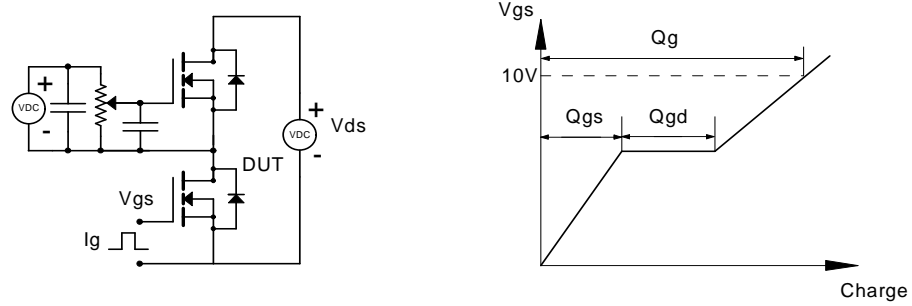 +
VDC
-
+
VDC
-
Vds
DUT
Vgs
Ig
Vgs
Qg
10V
Qgs
Qgd
Charge